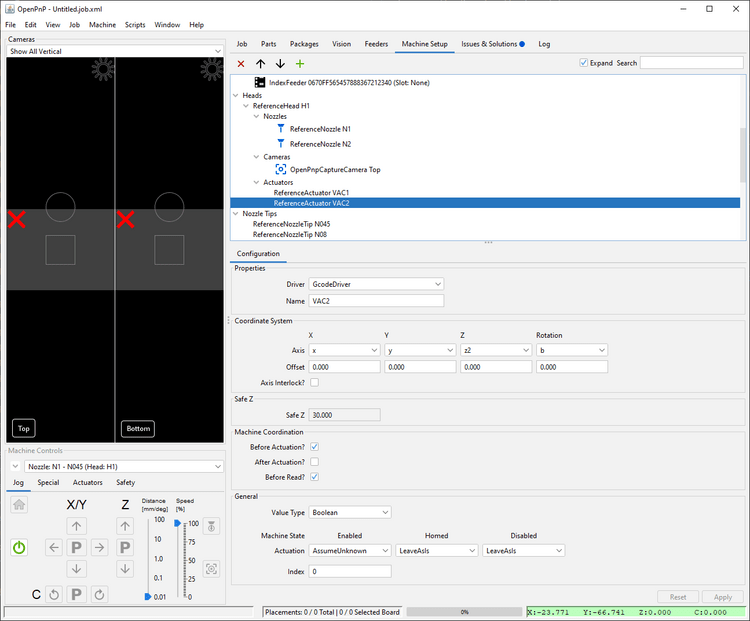 OpenPnP - Untitled.job.xml
File Edit View Job Machine Scripts Window Help
Cameras
Show All Vertical
Top
Bottom
Machine Controls
Nozzle: N1 - N045 (Head: H1)
Jog Special Actuators Safety
X/Y Z Distance [mm/deg] Speed [%]
100 100
10 75
1.0 50
0.1 25
0.01 0
P P
C P
Job Parts Packages Vision Feeders Machine Setup Issues & Solutions Log
Expand Search
IndexFeeder 0670FF565457888367212340 (Slot: None)
Heads
ReferenceHead H1
Nozzles
ReferenceNozzle N1
ReferenceNozzle N2
Cameras
OpenPnpCaptureCamera Top
Actuators
ReferenceActuator VAC1
ReferenceActuator VAC2
Nozzle Tips
ReferenceNozzleTip N045
ReferenceNozzleTip N08
Configuration
Properties
Driver GcodeDriver
Name VAC2
Coordinate System
X Y Z Rotation
Axis x y z2 b
Offset 0.000 0.000 0.000 0.000
Axis Interlock?
Safe Z
Safe Z 30.000
Machine Coordination
Before Actuation?
After Actuation?
Before Read?
General
Value Type Boolean
Machine State Enabled Homed Disabled
Actuation AssumeUnknown LeaveAsIs LeaveAsIs
Index 0
Reset Apply
Placements: 0 / 0 Total | 0 / 0 Selected Board 0% X:-23.771 Y:-66.741 Z:0.000 C:0.000